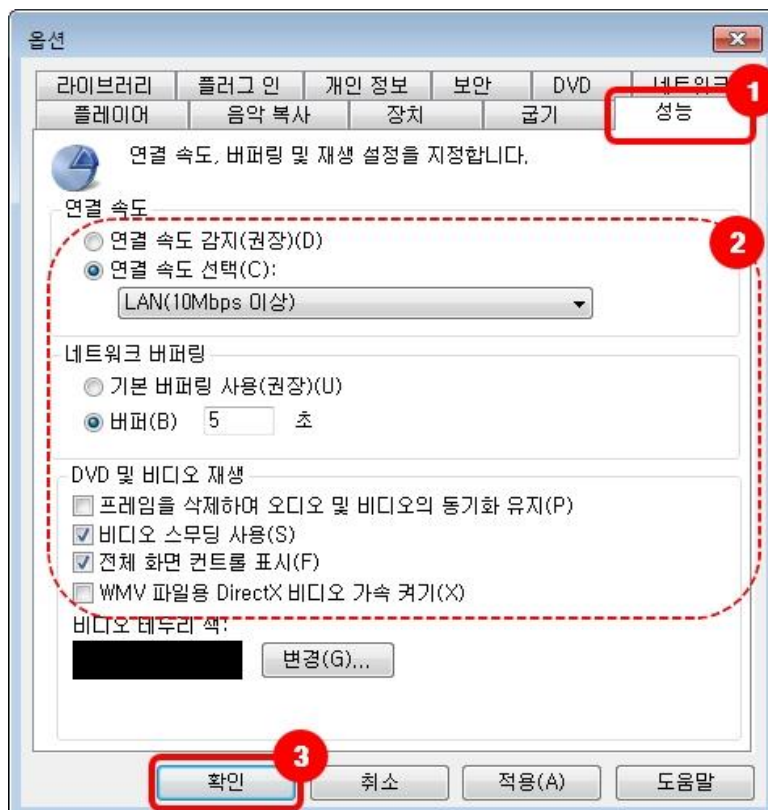 옵션
라이브러리 플러그 인 개인 정보 보안 DVD 네트워크
1
플레이어 음악 복사 장치 굽기 성능
연결 속도, 버퍼링 및 재생 설정을 지정합니다.
연결 속도
연결 속도 감지(권장)(D)
2
연결 속도 선택(C):
LAN(10Mbps 이상)
네트워크 버퍼링
기본 버퍼링 사용(권장)(U)
버퍼(B) 5 초
DVD 및 비디오 재생
프레임을 삭제하여 오디오 및 비디오의 동기화 유지(P)
비디오 스무딩 사용(S)
전체 화면 컨트롤 표시(F)
WMV 파일용 DirectX 비디오 가속 켜기(X)
비디오 테두리 색:
변경(G)...
3
확인 취소 적용(A) 도움말